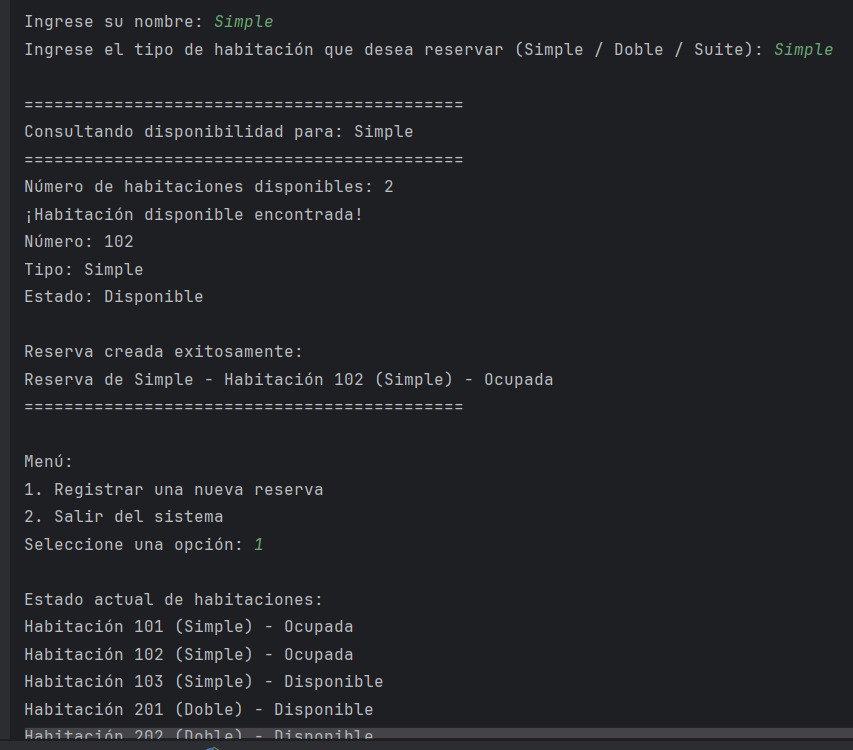 Ingrese su nombre: Simple
Ingrese el tipo de habitación que desea reservar (Simple / Doble / Suite): Simple
============================================
Consultando disponibilidad para: Simple
============================================
Número de habitaciones disponibles: 2
¡Habitación disponible encontrada!
Número: 102
Tipo: Simple
Estado: Disponible
Reserva creada exitosamente:
Reserva de Simple - Habitación 102 (Simple) - Ocupada
============================================
Menú:
1. Registrar una nueva reserva
2. Salir del sistema
Seleccione una opción: 1
Estado actual de habitaciones:
Habitación 101 (Simple) - Ocupada
Habitación 102 (Simple) - Ocupada
Habitación 103 (Simple) - Disponible
Habitación 201 (Doble) - Disponible
Habitación 202 (Doble) - Disponible